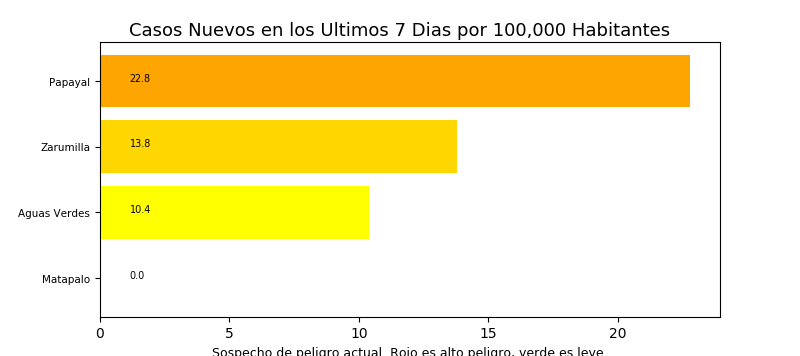 Casos Nuevos en los Ultimos 7 Dias por 100,000 Habitantes
Papayal
22.8
Zarumilla
13.8
Aguas Verdes
10.4
Matapalo
0.0
0 5 10 15 20
Sospecho de peligro actual. Rojo es alto peligro, verde es leve